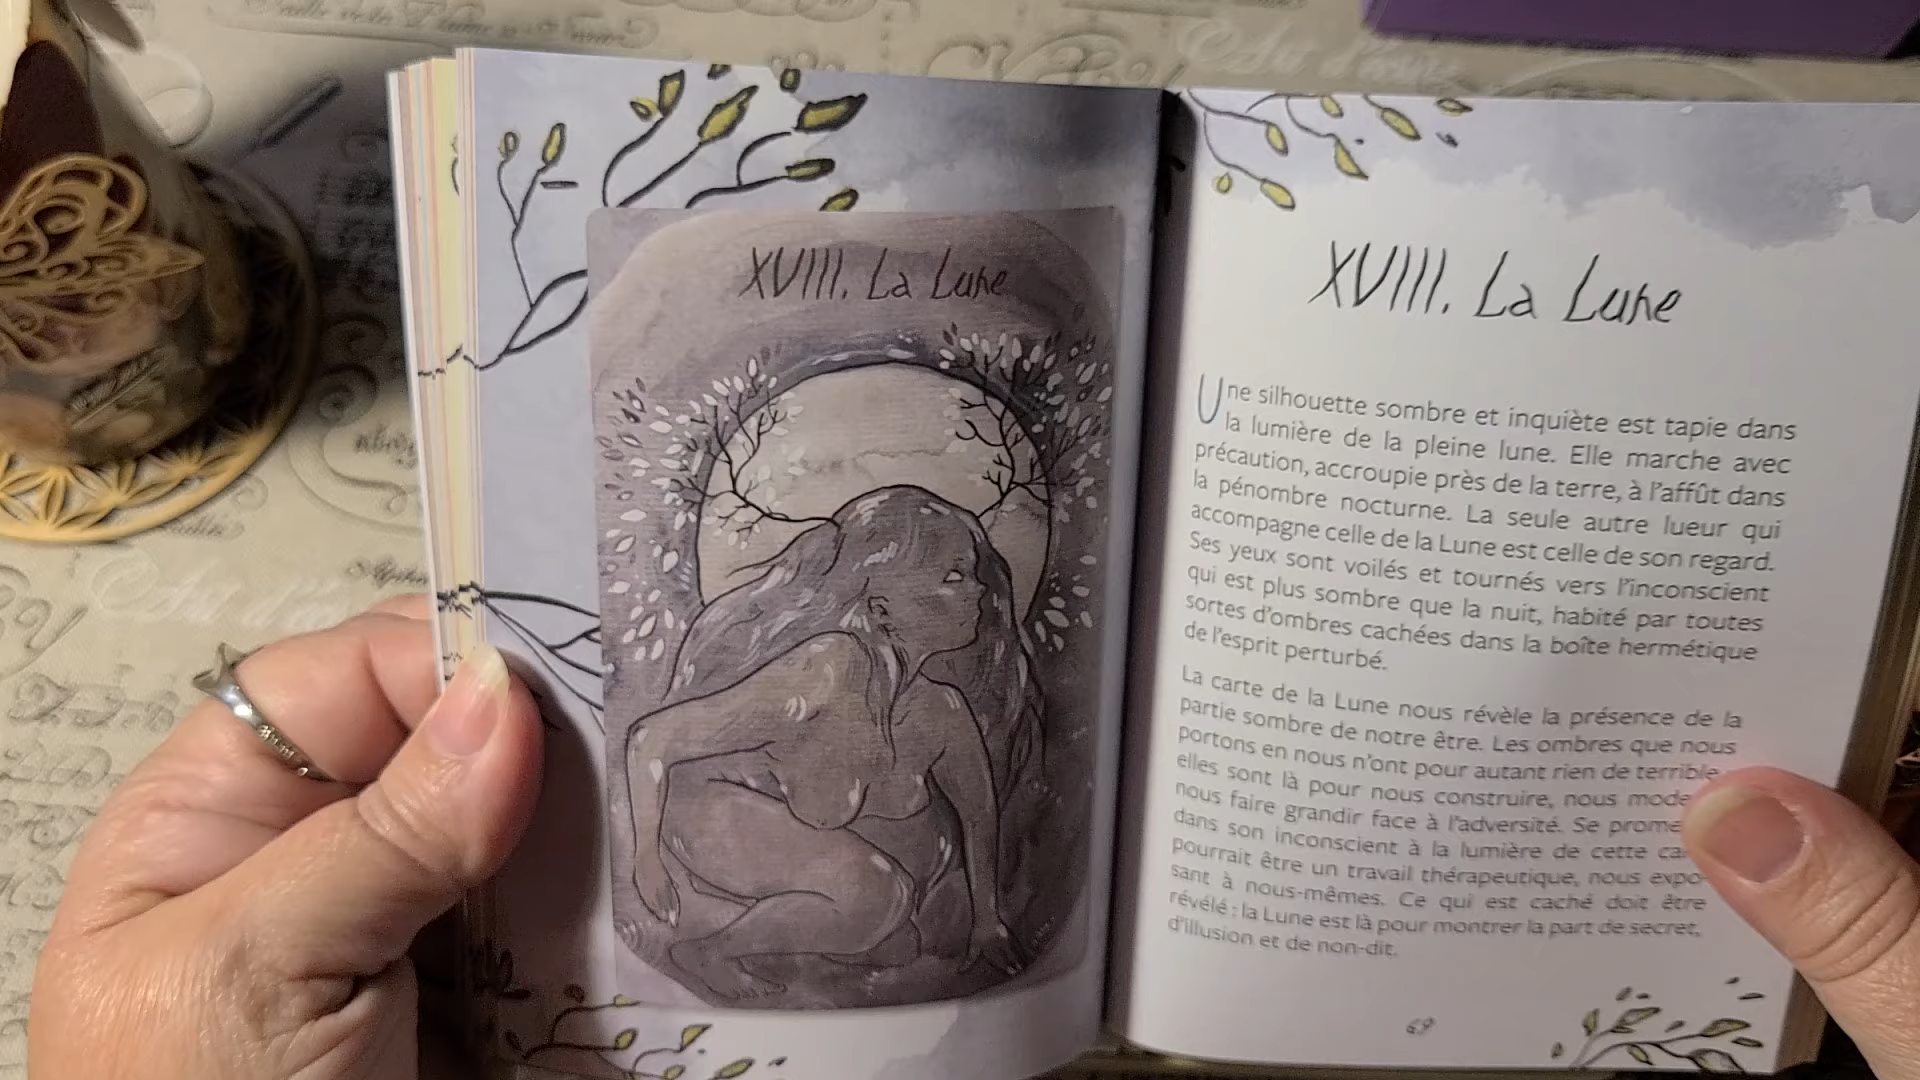 XVIII. La Lune
XVIII. La Lune
Une silhouette sombre et inquiète est tapie dans
la lumière de la pleine lune. Elle marche avec
précaution, accroupie près de la terre, à l'affût dans
la pénombre nocturne. La seule autre lueur qui
accompagne celle de la Lune est celle de son regard.
Ses yeux sont voilés et tournés vers l'inconscient
qui est plus sombre que la nuit, habité par toutes
sortes d'ombres cachées dans la boîte hermétique
de l'esprit perturbé.
La carte de la Lune nous révèle la présence de la
partie sombre de notre être. Les ombres que nous
portons en nous n'ont pour autant rien de terrible
elles sont là pour nous construire, nous
nous faire grandir face à l'adversité. Se
dans son inconscient à la lumière de cette
pourrait être un travail thérapeutique, nous expo-
sant à nous-mêmes. Ce qui est caché doit être
révélé : la Lune est là pour montrer la part de secret,
d'illusion et de non-dit.
69